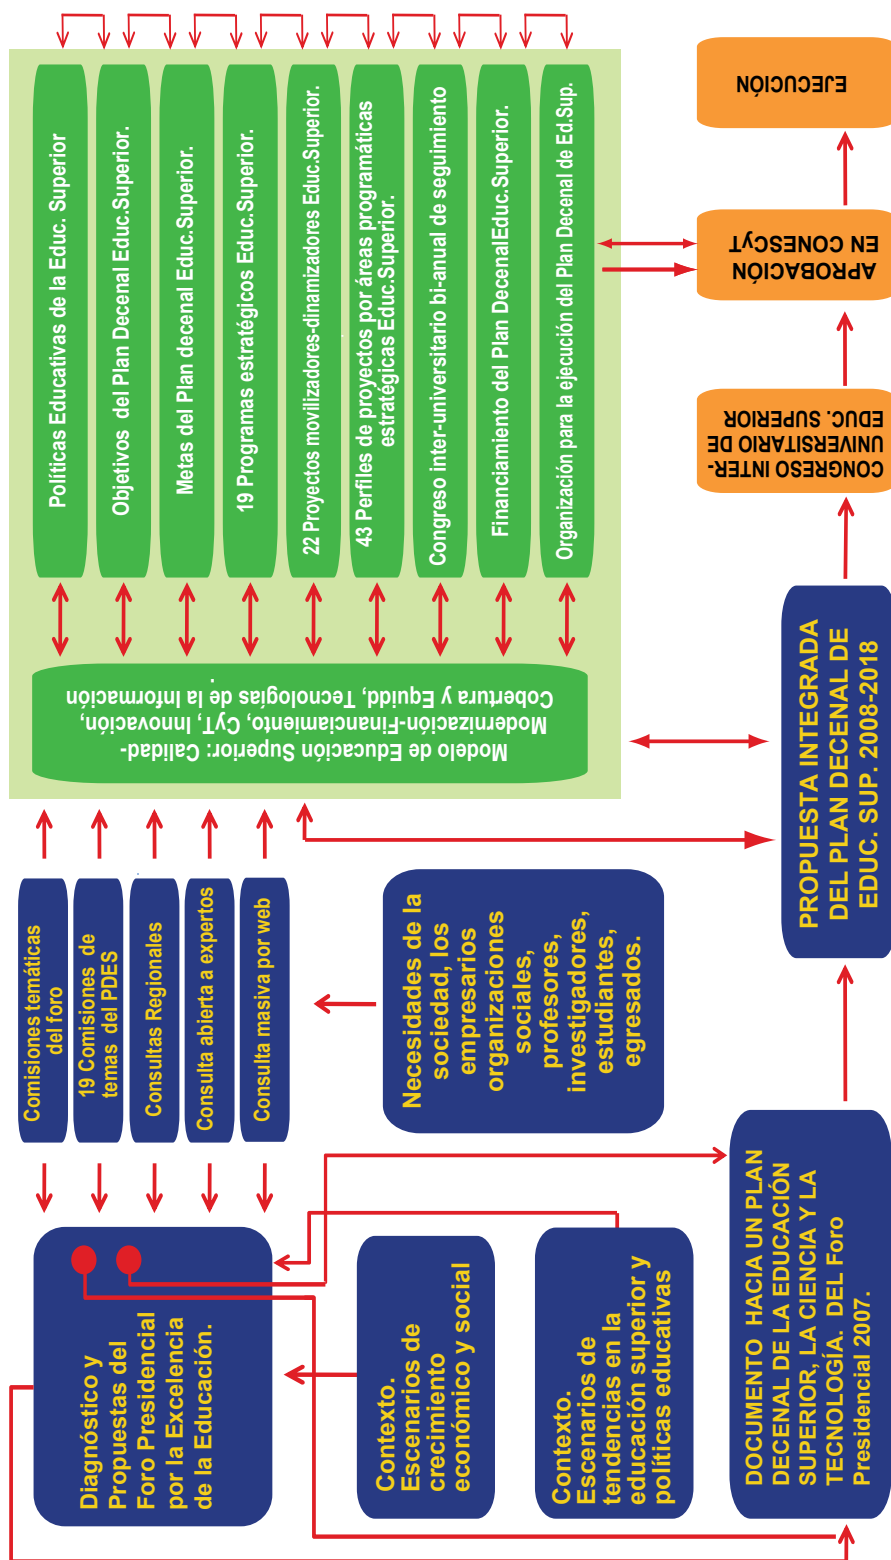 Diagnóstico y
Propuestas del
Foro Presidencial
por la Excelencia
de la Educación.
Contexto.
Escenarios de
crecimiento
económico y social
Contexto.
Escenarios de
tendencias en la
educación superior y
políticas educativas
DOCUMENTO HACIA UN PLAN
DECENAL DE LA EDUCACIÓN
SUPERIOR, LA CIENCIA Y LA
TECNOLOGÍA. DEL Foro
Presidencial 2007.
Comisiones temáticas
del foro
19 Comisiones de
temas del PDES
Consultas Regionales
Consulta abierta a expertos
Consulta masiva por web
Necesidades de la
sociedad, los
empresarios
organizaciones
sociales,
profesores,
investigadores,
estudiantes,
egresados.
PROPUESTA INTEGRADA
DEL PLAN DECENAL DE
EDUC. SUP. 2008-2018
Modelo de Educación Superior: Calidad-
Modernización-Financiamiento, CyT, Innovación,
Cobertura y Equidd, Tecnologías de la Información
.
Políticas Educativas de la Educ. Superior
Objetivos del Plan Decenal Educ.Superior.
Metas del Plan decenal Educ.Superior.
19 Programas estratégicos Educ.Superior.
22 Proyectos movilizadores-dinamizadores Educ.Superior.
43 Perfiles de proyectos por áreas programáticas
estratégicas Educ.Superior.
Congreso inter-universitario bi-anual de seguimiento
Financiamiento del Plan DecenalEduc.Superior.
Organización para la ejecución del Plan Decenal de Ed.Sup.
CONGRESO INTER-
UNIVERSITARIO DE
EDUC. SUPERIOR
APROBACIÓN
EN CONESCyT
EJECUCIÓN